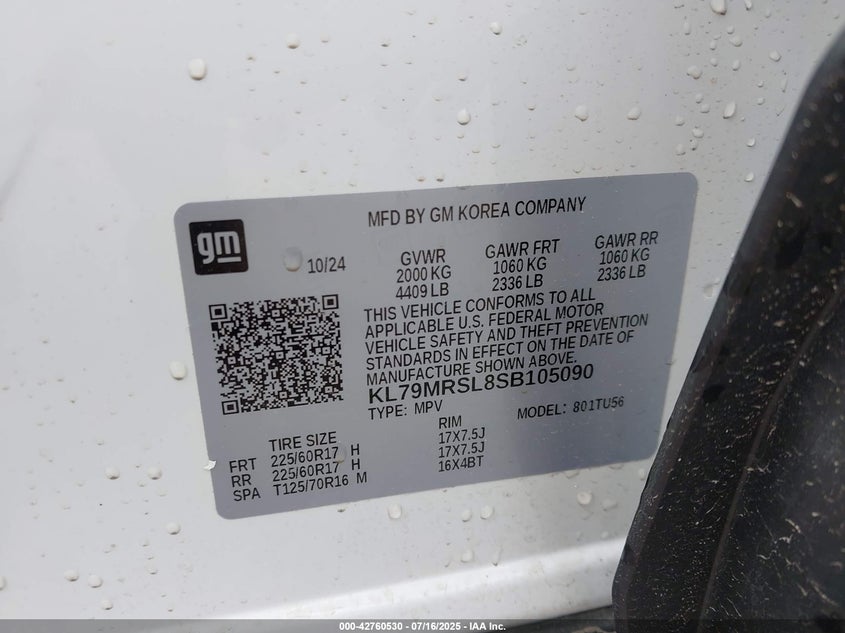 MFD BY GM KOREA COMPANY
gm
10/24
GVWR GAWR FRT GAWR RR
2000 KG 1060 KG 1060 KG
4409 LB 2336 LB 2336 LB
THIS VEHICLE CONFORMS TO ALL
APPLICABLE U.S. FEDERAL MOTOR
VEHICLE SAFETY AND THEFT PREVENTION
STANDARDS IN EFFECT ON THE DATE OF
MANUFACTURE SHOWN ABOVE.
KL79MRSL8SB105090
TYPE: MPV MODEL: 801TU56
TIRE SIZE RIM
FRT 225/60R17 H 17X7.5J
RR 225/60R17 H 17X7.5J
SPA T125/70R16 M 16X4BT
000-42760530 - 07/16/2025 - IAA Inc.